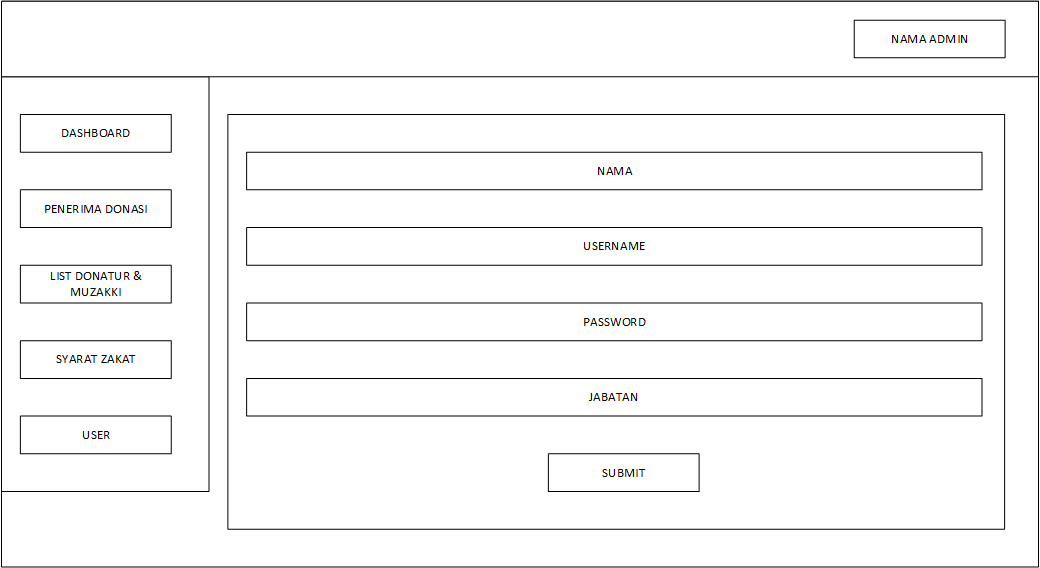 NAMA ADMIN
DASHBOARD
PENERIMA DONASI
LIST DONATUR &
MUZAKKI
SYARAT ZAKAT
USER
NAMA
USERNAME
PASSWORD
JABATAN
SUBMIT